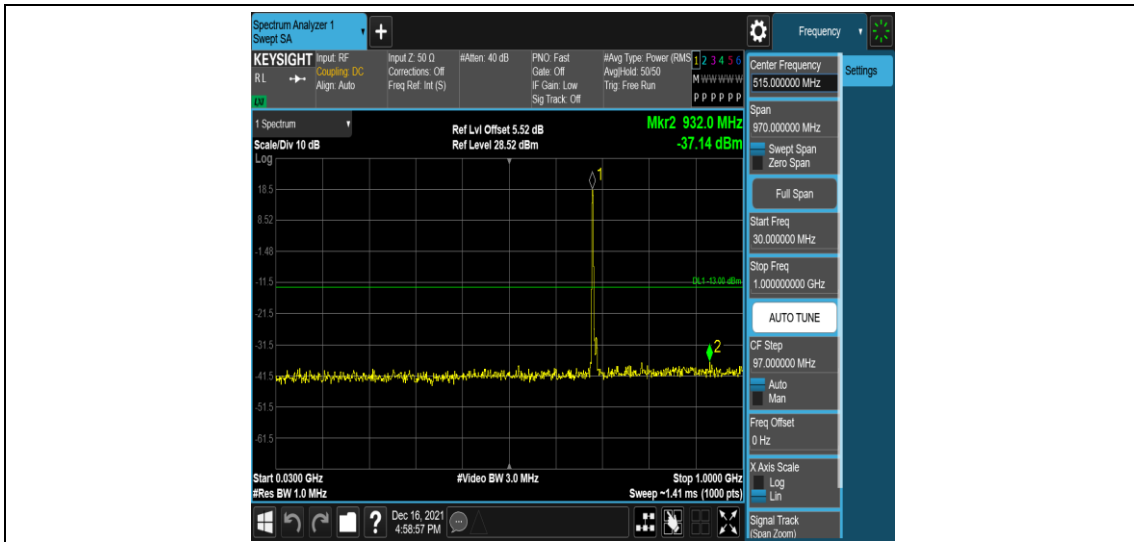 Spectrum Analyzer 1
Swept SA
+
Frequency
KEYSIGHT
RL
LXI
Input: RF
Coupling: DC
Align: Auto
Input Z: 50 Ω
Corrections: Off
Freq Ref: Int (S)
#Atten: 40 dB
PNO: Fast
Gate: Off
IF Gain: Low
Sig Track: Off
#Avg Type: Power (RMS
Avg|Hold: 50/50
Trig: Free Run
1 2 3 4 5 6
M W W W W W
P P P P P P
1 Spectrum
Scale/Div 10 dB
Log
Ref Lvl Offset 5.52 dB
Ref Level 28.52 dBm
Mkr2 932.0 MHz
-37.14 dBm
1
18.5
8.52
-1.48
-11.5
DL1 -13.00 dBm
-21.5
-31.5
2
-41.5
-51.5
-61.5
Start 0.0300 GHz
#Res BW 1.0 MHz
#Video BW 3.0 MHz
Stop 1.0000 GHz
Sweep ~1.41 ms (1000 pts)
Center Frequency
515.000000 MHz
Settings
Span
970.000000 MHz
Swept Span
Zero Span
Full Span
Start Freq
30.000000 MHz
Stop Freq
1.000000000 GHz
AUTO TUNE
CF Step
97.000000 MHz
Auto
Man
Freq Offset
0 Hz
X Axis Scale
Log
Lin
Signal Track
(Span Zoom)
?
Dec 16, 2021
4:58:57 PM